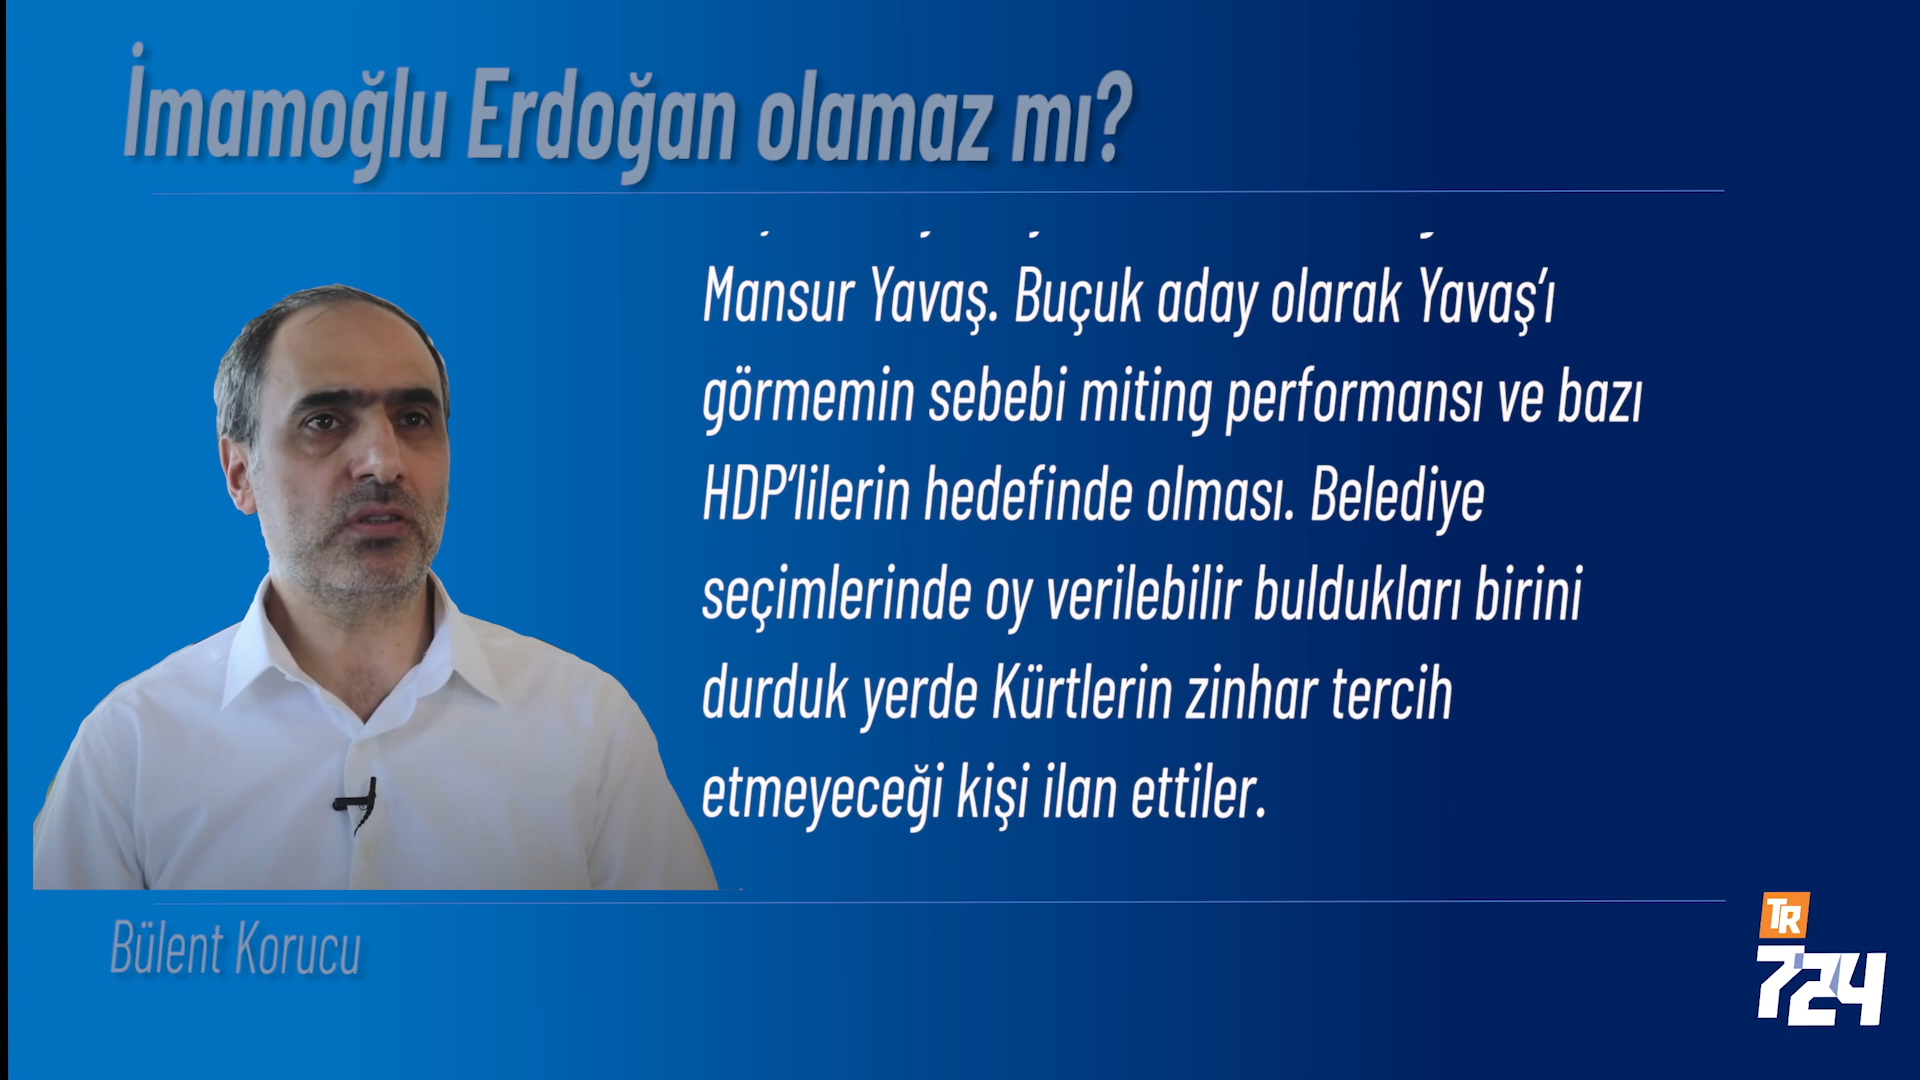 İmamoğlu Erdoğan olamaz mı?
Mansur Yavaş. Buçuk aday olarak Yavaş'ı
görmemin sebebi miting performansı ve bazı
HDP'lilerin hedefinde olması. Belediye
seçimlerinde oy verilebilir buldukları birini
durduk yerde Kürtlerin zinhar tercih
etmeyeceği kişi ilan ettiler.
Bülent Korucu
TR
724